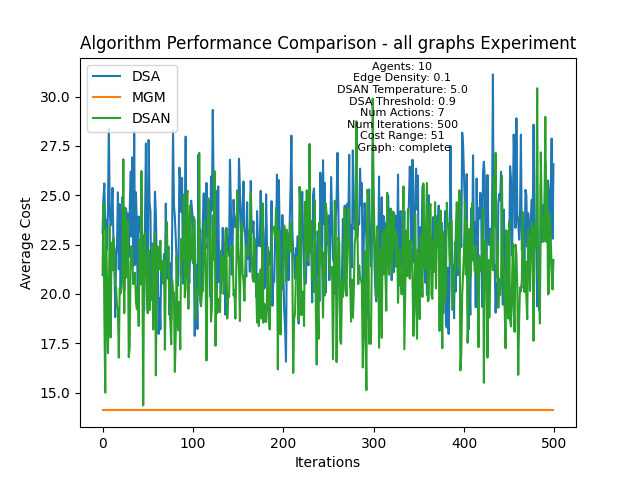 Algorithm Performance Comparison - all graphs Experiment
DSA
MGM
DSAN
Agents: 10
Edge Density: 0.1
DSAN Temperature: 5.0
DSA Threshold: 0.9
Num Actions: 7
Num Iterations: 500
Cost Range: 51
Graph: complete
Average Cost
30.0
27.5
25.0
22.5
20.0
17.5
15.0
0
100
200
300
400
500
Iterations